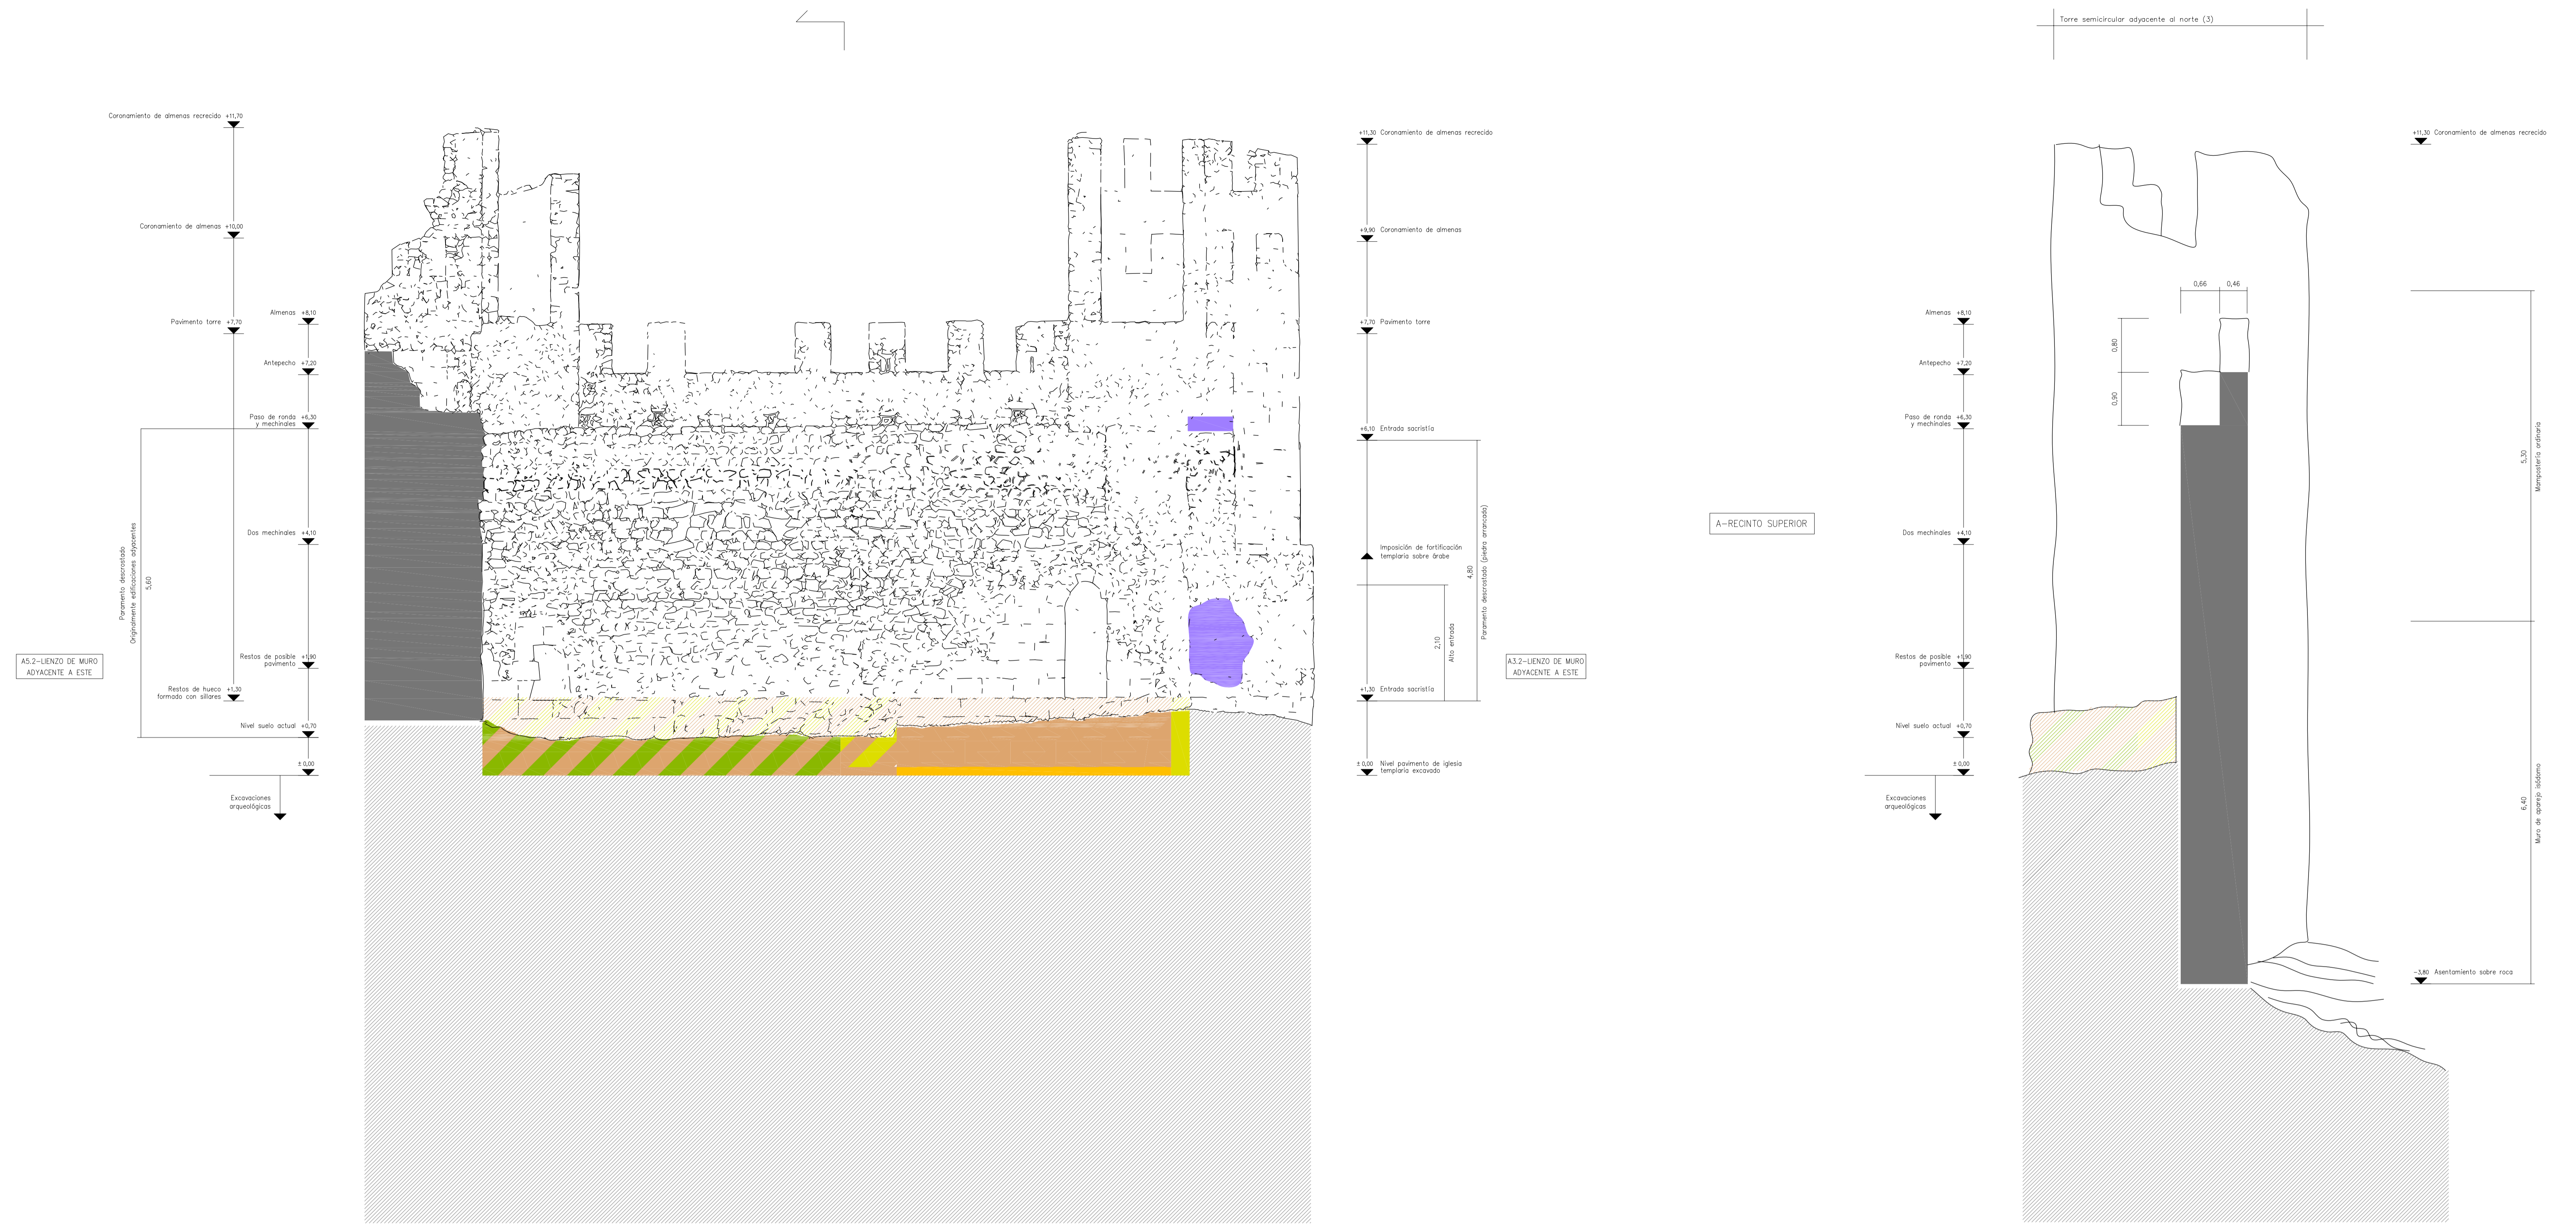 Torre semicircular adyacente al norte (3)
Coronamiento de almenas recrecido +11,70
Coronamiento de almenas +10,00
Almenas +8,10
Pavimento torre +7,70
Antepecho +7,20
Paso de ronda +6,30
y mechinales
Dos mechinales +4,10
Paramento descrostado
Originalmente edificaciones adyacentes
5,60
A5.2-LIENZO DE MURO
ADYACENTE A ESTE
Restos de posible +1,90
pavimento
Restos de hueco +1,30
formado con sillares
Nivel suelo actual +0,70
± 0,00
Excavaciones
arqueológicas
+11,30 Coronamiento de almenas recrecido
+9,90 Coronamiento de almenas
+7,70 Pavimento torre
+6,10 Entrada sacristía
Imposición de fortificación
templaria sobre árabe
4,80
Paramento descrostado (piedra arrancada)
2,10
Alto entrada
A3.2-LIENZO DE MURO
ADYACENTE A ESTE
+1,30 Entrada sacristía
± 0,00 Nivel pavimento de iglesia
templaria excavado
A-RECINTO SUPERIOR
+11,30 Coronamiento de almenas recrecido
0,66 0,46
Almenas +8,10
0,80
Antepecho +7,20
0,90
Paso de ronda +6,30
y mechinales
5,30
Mampostería ordinaria
Dos mechinales +4,10
Restos de posible +1,90
pavimento
Nivel suelo actual +0,70
± 0,00
Excavaciones
arqueológicas
6,40
Muro de aparejo isódomo
-3,80 Asentamiento sobre roca